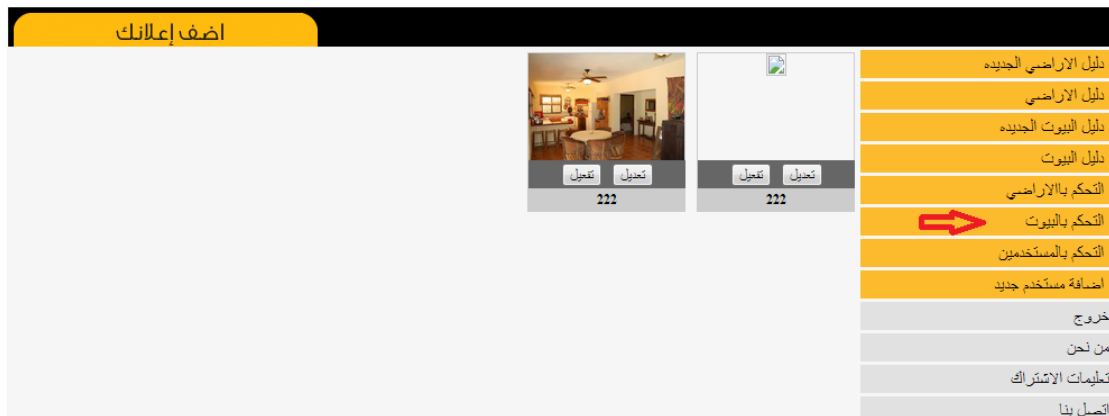 اضف إعلانك
دليل الاراضي الجديده
دليل الاراضي
دليل البيوت الجديده
دليل البيوت
التحكم باالاراضي
التحكم بالبيوت
التحكم بالمستخدمين
اضافة مستخدم جديد
خروج
من نحن
تعليمات الاشتراك
اتصل بنا
تعديل تفعيل
222
تعديل تفعيل
222